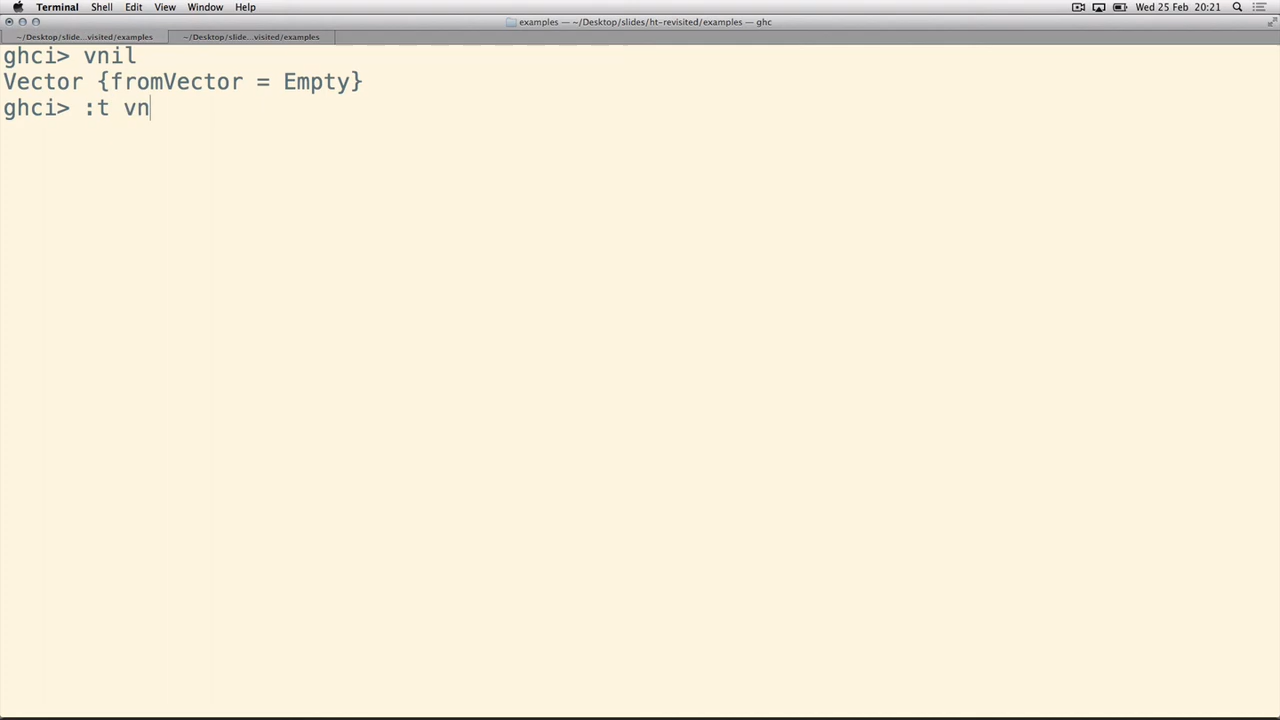 Terminal Shell Edit View Window Help Wed 25 Feb 20:21
examples — ~/Desktop/slides/ht-revisited/examples — ghc
~/Desktop/slide...visited/examples ~/Desktop/slide...visited/examples
ghci> vnil
Vector {fromVector = Empty}
ghci> :t vn